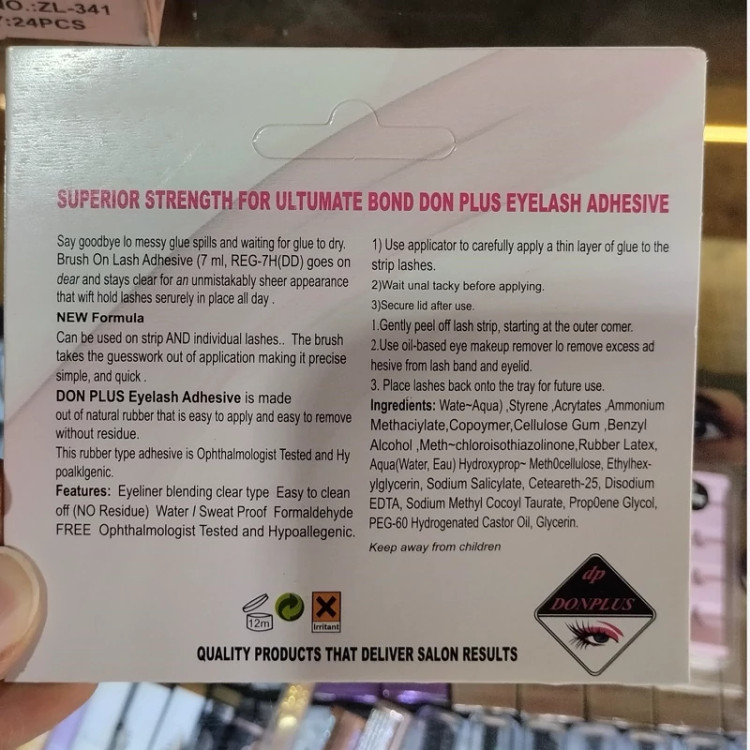 NO.:ZL-341
:24PCS
SUPERIOR STRENGTH FOR ULTUMATE BOND DON PLUS EYELASH ADHESIVE
Say goodbye lo messy glue spills and waiting for glue to dry.
Brush On Lash Adhesive (7 ml, REG-7H(DD) goes on
dear and stays clear for an unmistakably sheer appearance
that wift hold lashes serurely in place all day .
NEW Formula
Can be used on strip AND individual lashes.. The brush
takes the guesswork out of application making it precise
simple, and quick .
DON PLUS Eyelash Adhesive is made
out of natural rubber that is easy to apply and easy to remove
without residue.
This rubber type adhesive is Ophthalmologist Tested and Hy
poalklgenic.
Features: Eyeliner blending clear type Easy to clean
off (NO Residue) Water / Sweat Proof Formaldehyde
FREE Ophthalmologist Tested and Hypoallegenic.
1) Use applicator to carefully apply a thin layer of glue to the
strip lashes.
2)Wait unal tacky before applying.
3)Secure lid after use.
1.Gently peel off lash strip, starting at the outer comer.
2.Use oil-based eye makeup remover lo remove excess ad
hesive from lash band and eyelid.
3. Place lashes back onto the tray for future use.
Ingredients: Wate~Aqua) ,Styrene ,Acrytates ,Ammonium
Methaciylate,Copoymer,Cellulose Gum ,Benzyl
Alcohol ,Meth~chloroisothiazolinone,Rubber Latex,
Aqua(Water, Eau) Hydroxyprop~ Meth0cellulose, Ethylhex-
ylglycerin, Sodium Salicylate, Ceteareth-25, Disodium
EDTA, Sodium Methyl Cocoyl Taurate, Prop0ene Glycol,
PEG-60 Hydrogenated Castor Oil, Glycerin.
Keep away from children
12m
Irritant
dp
DONPLUS
QUALITY PRODUCTS THAT DELIVER SALON RESULTS